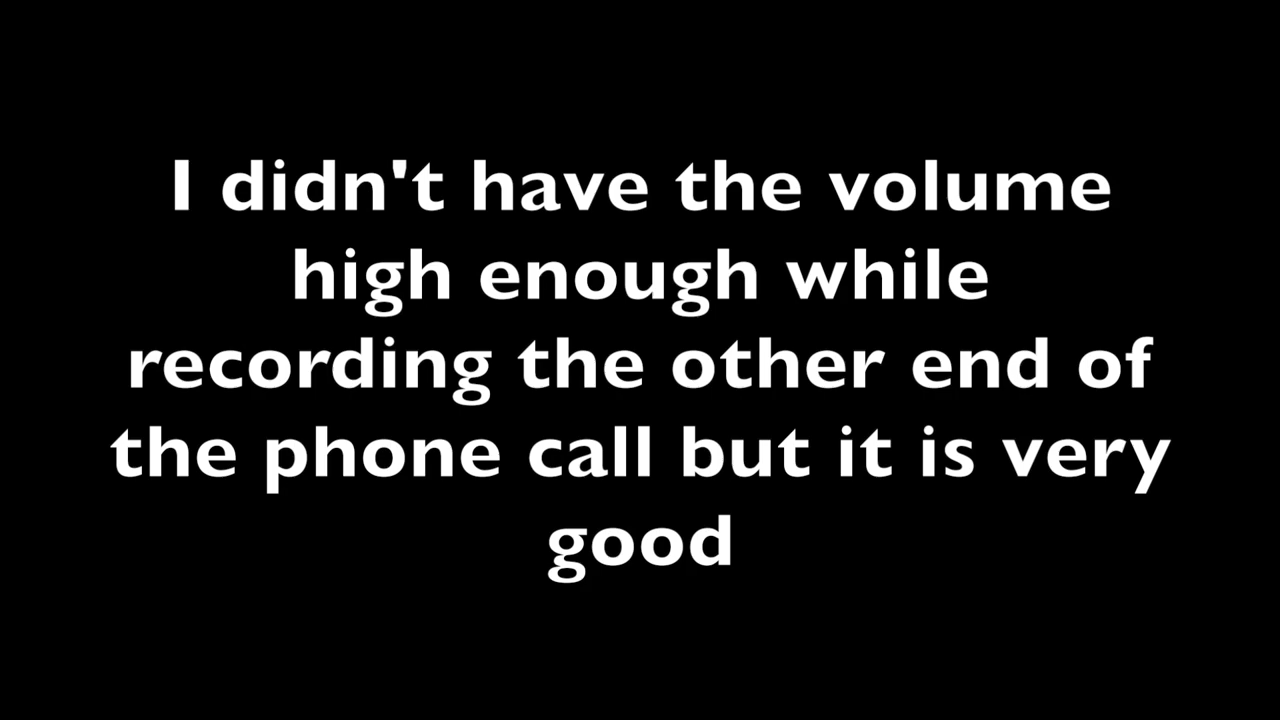 I didn't have the volume
high enough while
recording the other end of
the phone call but it is very
good